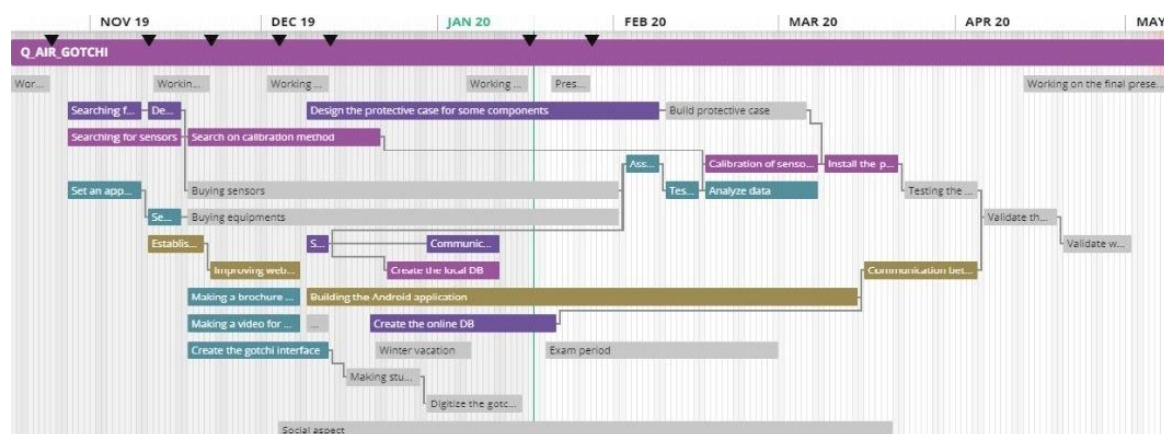 NOV 19 DEC 19 JAN 20 FEB 20 MAR 20 APR 20 MAY
Q_AIR_GOTCHI
Wor... Workin... Working ... Working ... Pres... Working on the final prese...
Searching f... De... Design the protective case for some components Build protective case
Searching for sensors Search on calibration method
Ass... Calibration of senso... Install the p...
Set an app... Buying sensors Tes... Analyze data Testing the ...
Se... Buying equipments Validate th...
Establis... S... Communic... Validate w...
Improving web... Create the local DB Communication bet...
Making a brochure ... Building the Android application
Making a video for ... ... Create the online DB
Create the gotchi interface Winter vacation Exam period
Making stu...
Digitize the gotc...
Social aspect